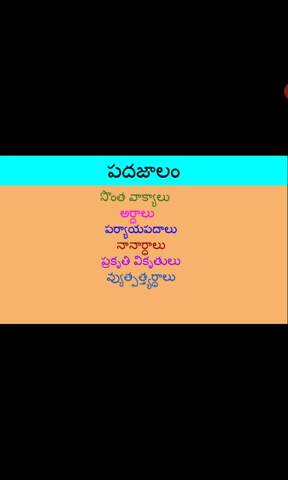 పదజాలం
సొంత వాక్యాలు
అర్థాలు
పర్యాయపదాలు
నానార్థాలు
ప్రకృతి వికృతులు
వ్యుత్పత్త్యర్థాలు